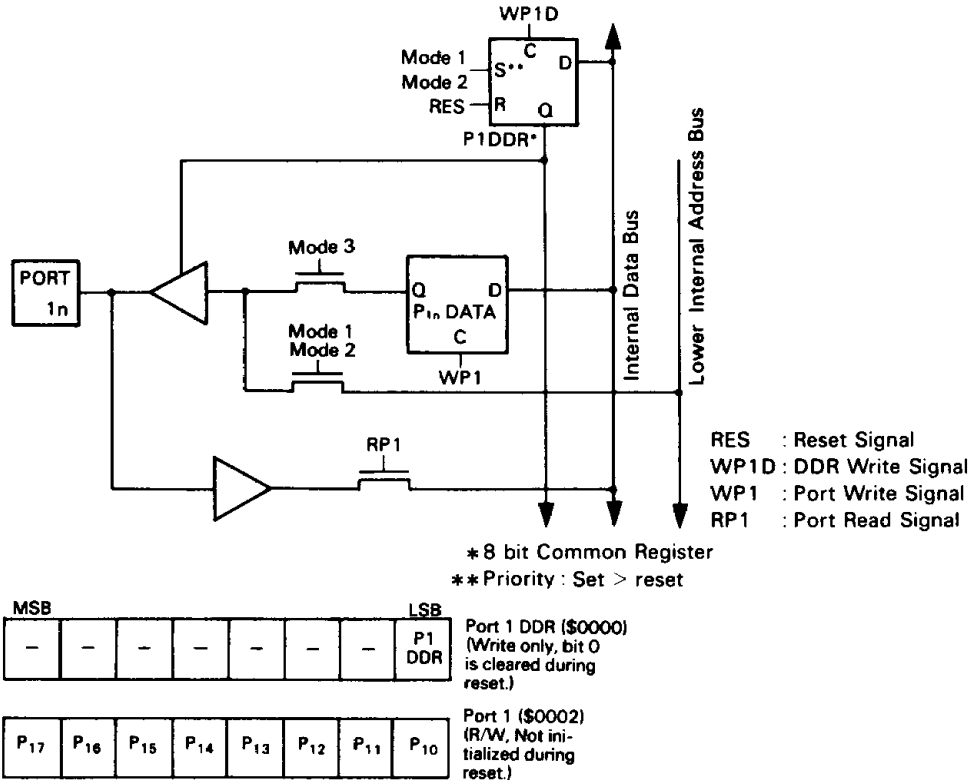 WP1D
C
Mode 1
S** D
Mode 2
RES R
Q
P1DDR*
Mode 3
PORT
1n
Q D
P1n DATA
C
Mode 1
Mode 2
WP1
RP1
Internal Data Bus
Lower Internal Address Bus
RES : Reset Signal
WP1D : DDR Write Signal
WP1 : Port Write Signal
RP1 : Port Read Signal
*8 bit Common Register
**Priority : Set > reset
MSB LSB
– – – – – – – P1 DDR
Port 1 DDR ($0000)
(Write only, bit 0
is cleared during
reset.)
P17 P16 P15 P14 P13 P12 P11 P10
Port 1 ($0002)
(R/W, Not ini-
tialized during
reset.)